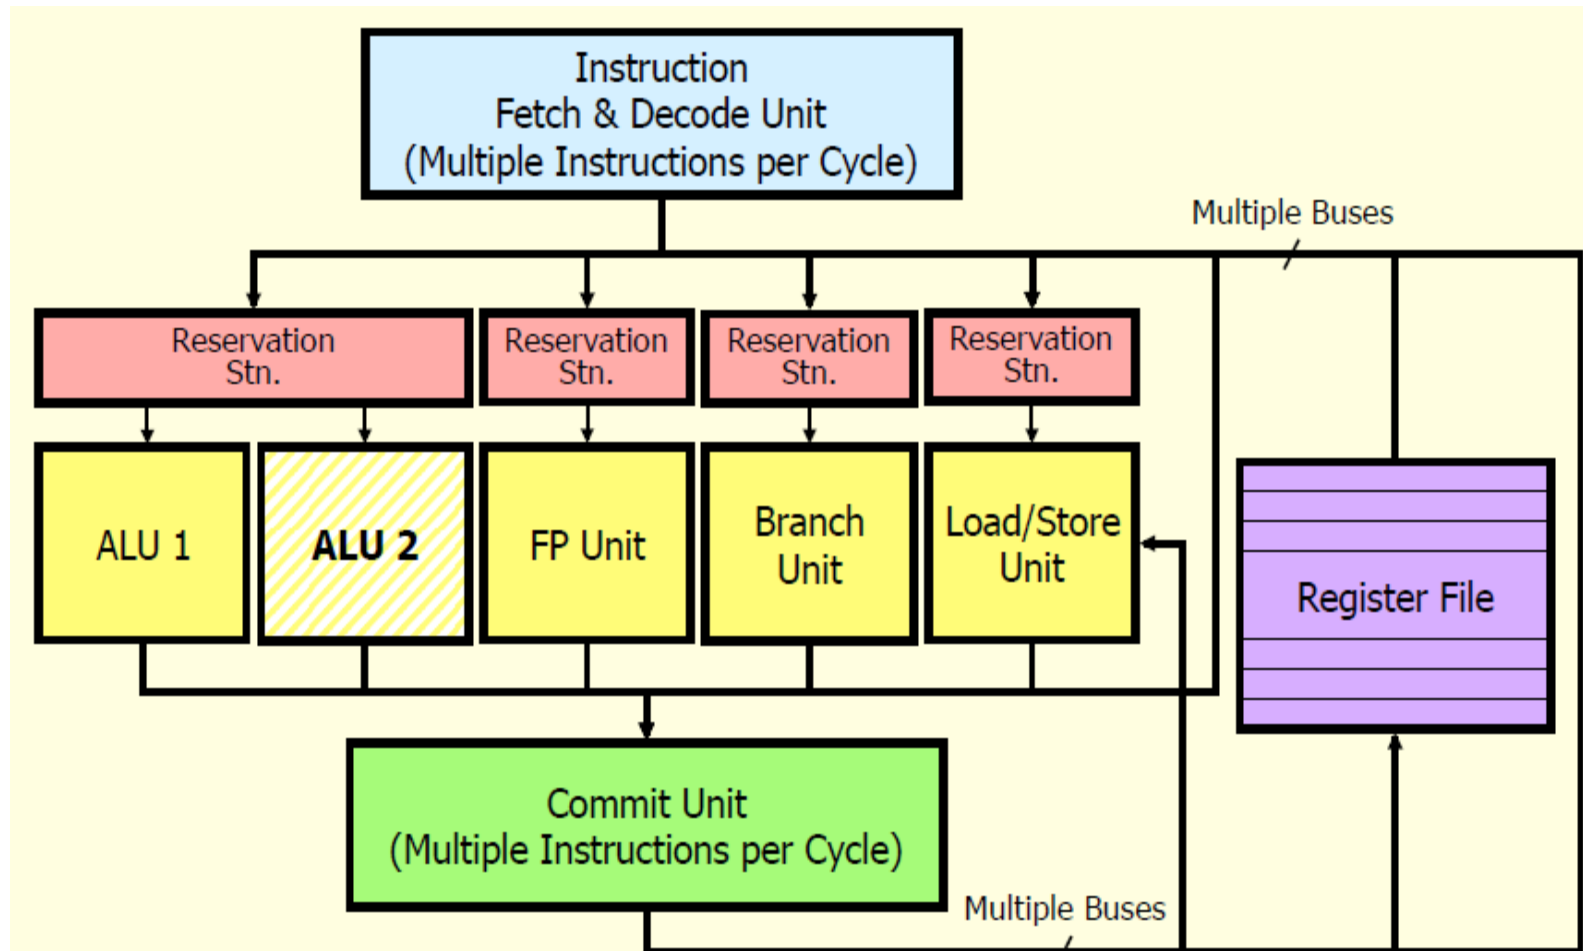 Instruction
Fetch & Decode Unit
(Multiple Instructions per Cycle)
Multiple Buses
Reservation
Stn.
Reservation
Stn.
Reservation
Stn.
Reservation
Stn.
ALU 1
ALU 2
FP Unit
Branch
Unit
Load/Store
Unit
Register File
Commit Unit
(Multiple Instructions per Cycle)
Multiple Buses